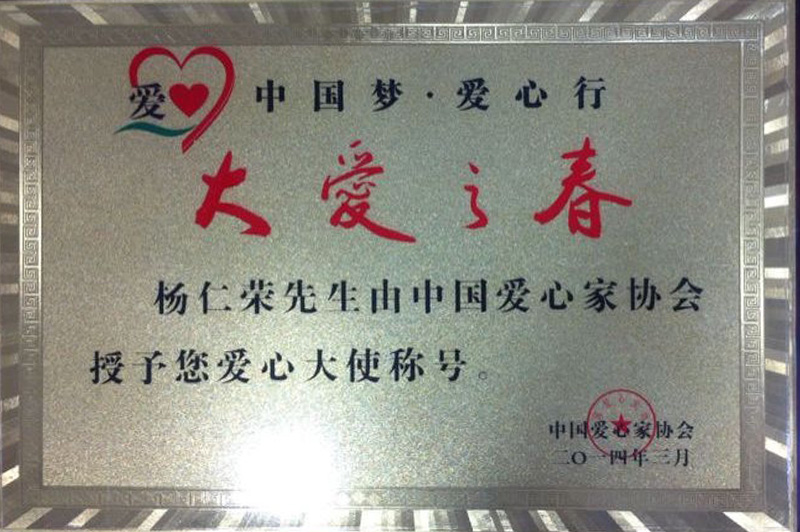 爱 中国梦·爱心行
大爱之春
杨仁荣先生由中国爱心家协会
授予您爱心大使称号。
中国爱心家协会
二〇一四年三月